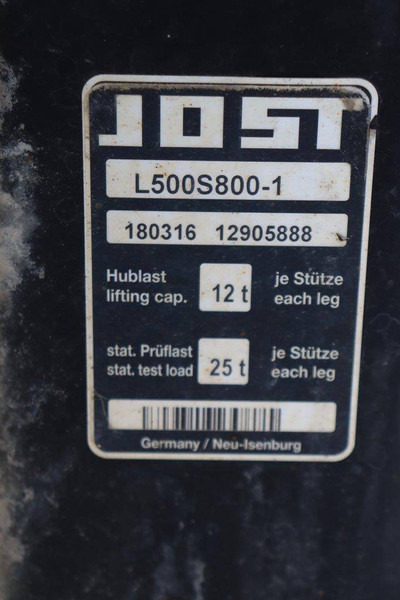 JOST
L500S800-1
180316 12905888
Hublast
lifting cap.
12 t
je Stütze
each leg
stat. Prüflast
stat. test load
25 t
je Stütze
each leg
Germany / Neu-Isenburg